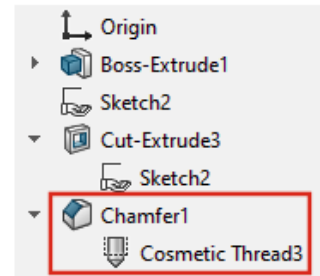 Origin
Boss-Extrude1
Sketch2
Cut-Extrude3
Sketch2
Chamfer1
Cosmetic Thread3